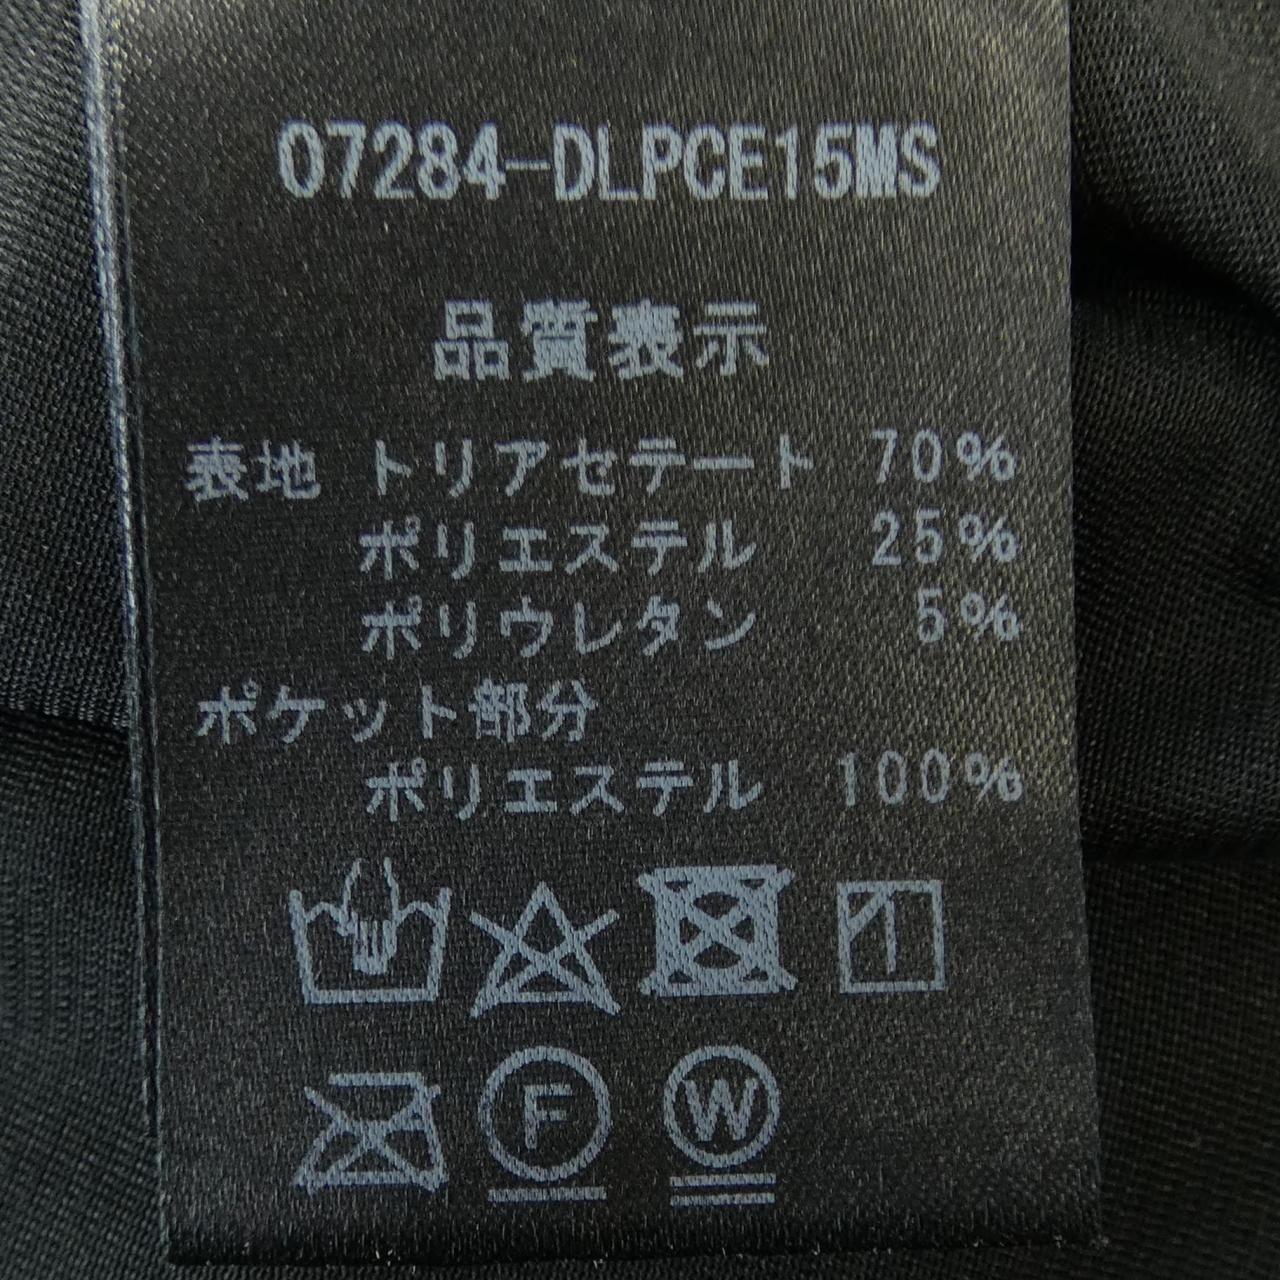 07284-DLPCE15MS
品質表示
表地 トリアセテート 70%
ポリエステル 25%
ポリウレタン 5%
ポケット部分
ポリエステル 100%
F W